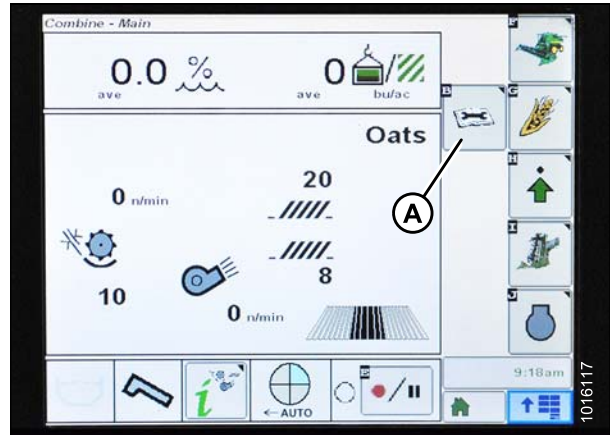 Combine - Main
F
0.0 %
ave
0
ave bu/ac
B
G
Oats
A
20
0 n/min
H
8
10
0 n/min
I
J
9:18am
i
← AUTO
E
/II
1016117